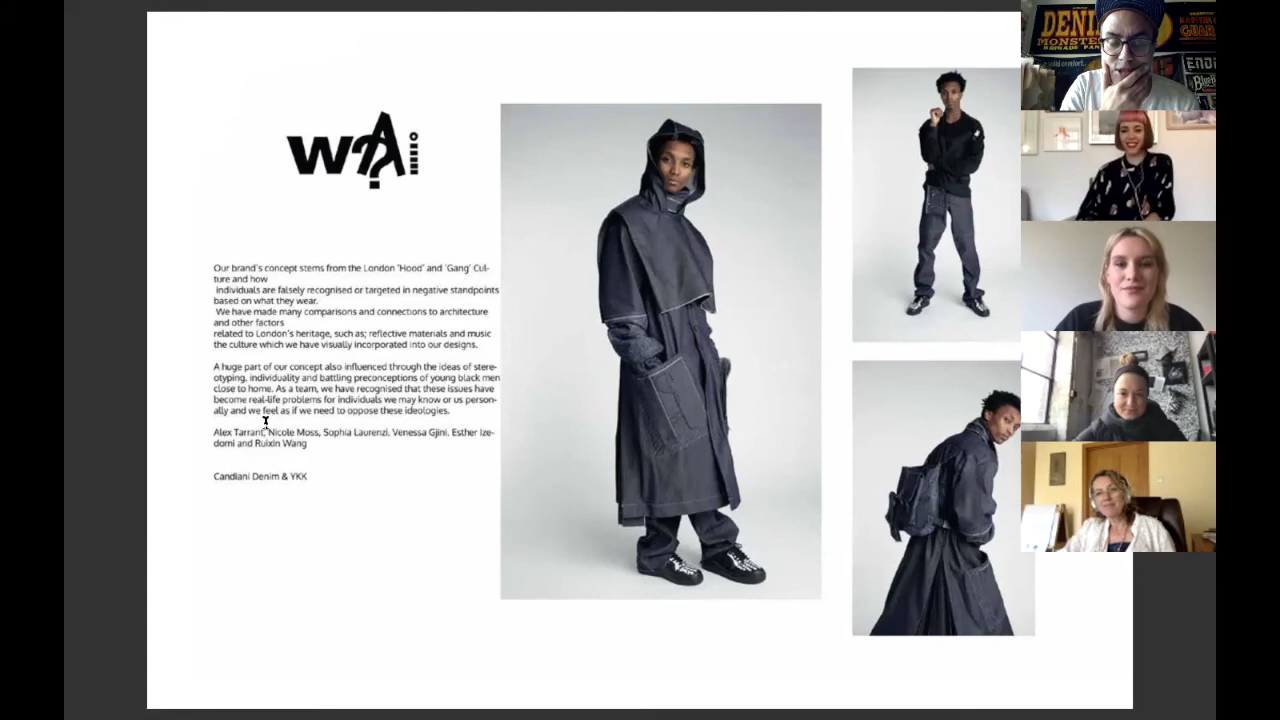 WA?i
Our brand's concept stems from the London 'Hood' and 'Gang' Cul-
ture and how
individuals are falsely recognised or targeted in negative standpoints
based on what they wear.
We have made many comparisons and connections to architecture
and other factors
related to London's heritage, such as; reflective materials and music
the culture which we have visually incorporated into our designs.
A huge part of our concept also influenced through the ideas of stere-
otyping, individuality and battling preconceptions of young black men
close to home. As a team, we have recognised that these issues have
become real-life problems for individuals we may know or us person-
ally and we feel as if we need to oppose these ideologies.
Alex Tarrant, Nicole Moss, Sophia Laurenzi, Venessa Gjini, Esther Ize-
domi and Ruixin Wang
Candiani Denim & YKK
DENI
MONSTE